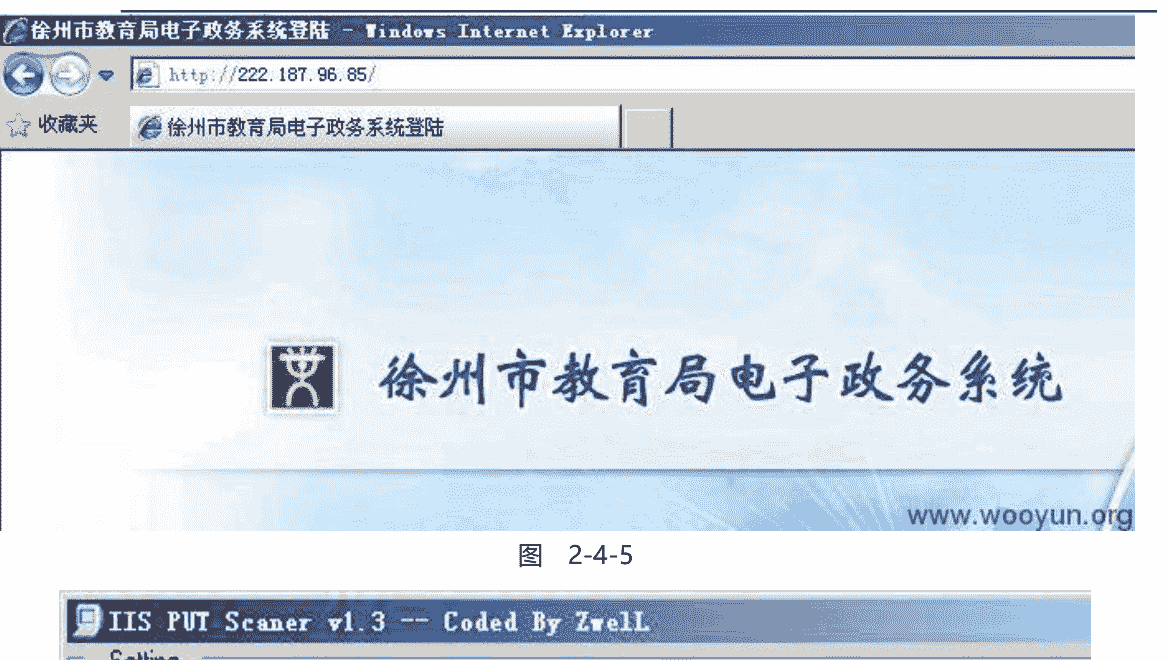 徐州市教育局电子政务系统登陆 - Windows Internet Explorer
http://222.187.96.85/
收藏夹 徐州市教育局电子政务系统登陆
徐州市教育局电子政务系统
www.wooyun.org
图 2-4-5
IIS PUT Scaner v1.3 -- Coded By ZwelL
Setting